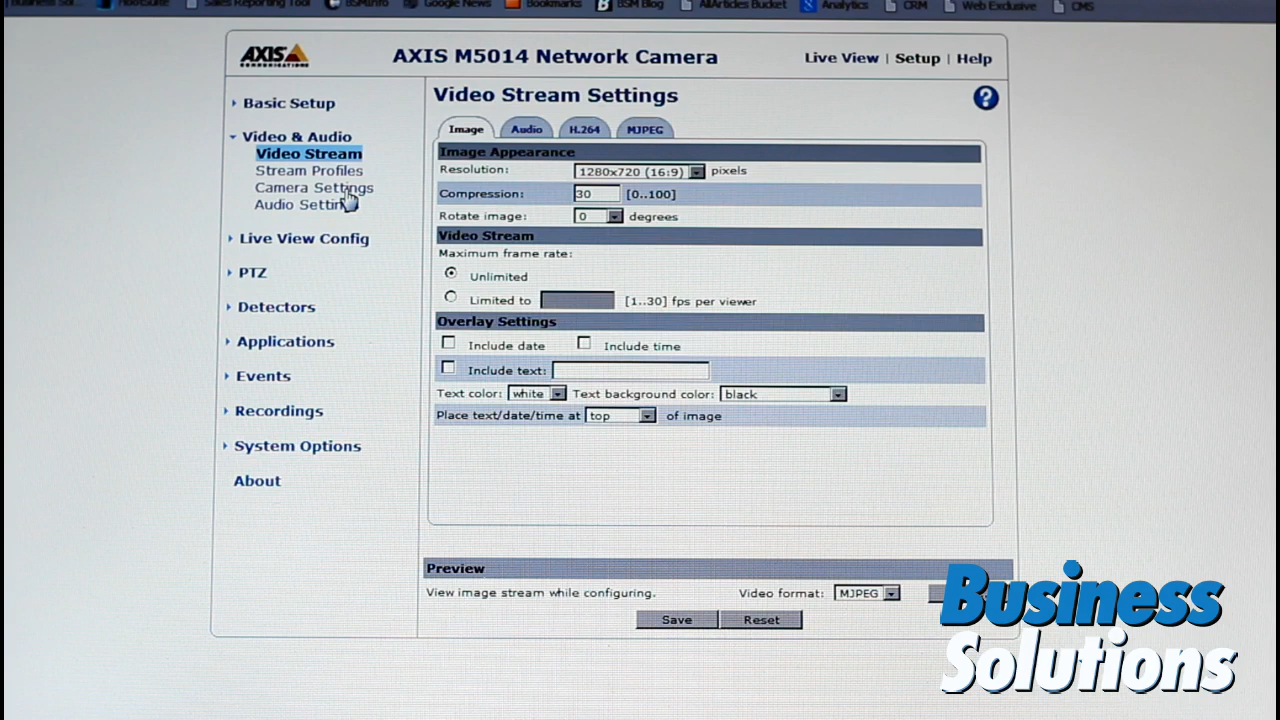 HootSuite Sales Reporting Tool BSMinfo Google News Bookmarks BSM Blog AllArticles Bucket Analytics CRM Web Exclusive CMS
AXIS COMMUNICATIONS AXIS M5014 Network Camera Live View | Setup | Help
Basic Setup
Video & Audio
Video Stream
Stream Profiles
Camera Settings
Audio Settin
Live View Config
PTZ
Detectors
Applications
Events
Recordings
System Options
About
Video Stream Settings ?
Image Audio H.264 MJPEG
Image Appearance
Resolution: 1280x720 (16:9) pixels
Compression: 30 [0..100]
Rotate image: 0 degrees
Video Stream
Maximum frame rate:
Unlimited
Limited to [1..30] fps per viewer
Overlay Settings
Include date Include time
Include text:
Text color: white Text background color: black
Place text/date/time at top of image
Preview
View image stream while configuring. Video format: MJPEG
Save Reset
Business
Solutions